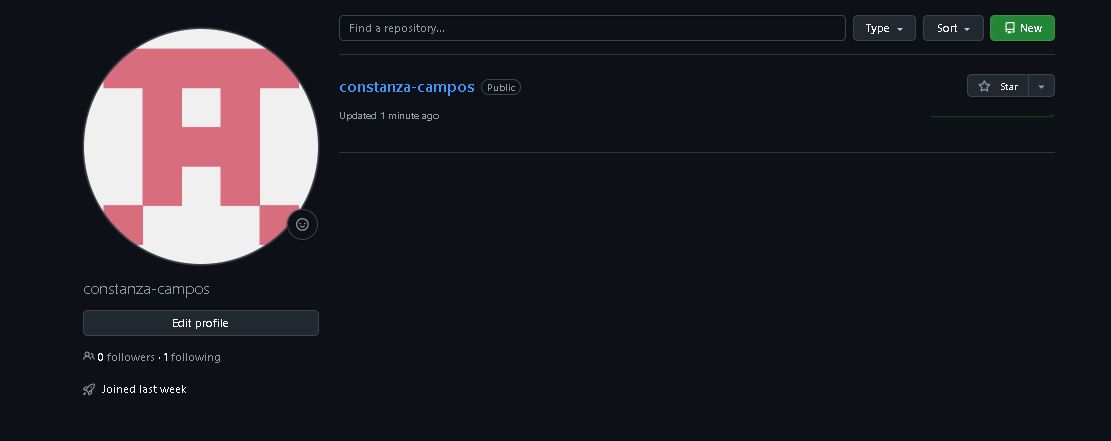 Find a repository...
Type
Sort
New
constanza-campos
Public
Star
Updated 1 minute ago
constanza-campos
Edit profile
0 followers · 1 following
Joined last week